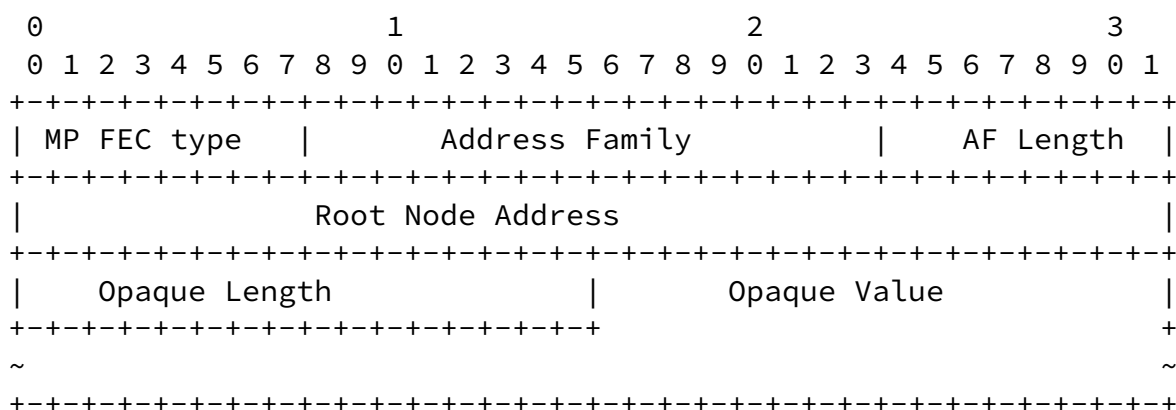 0                   1                   2                   3
 0 1 2 3 4 5 6 7 8 9 0 1 2 3 4 5 6 7 8 9 0 1 2 3 4 5 6 7 8 9 0 1
+-+-+-+-+-+-+-+-+-+-+-+-+-+-+-+-+-+-+-+-+-+-+-+-+-+-+-+-+-+-+-+-+
| MP FEC type   |       Address Family          |    AF Length  |
+-+-+-+-+-+-+-+-+-+-+-+-+-+-+-+-+-+-+-+-+-+-+-+-+-+-+-+-+-+-+-+-+
|                Root Node Address                              |
+-+-+-+-+-+-+-+-+-+-+-+-+-+-+-+-+-+-+-+-+-+-+-+-+-+-+-+-+-+-+-+-+
|    Opaque Length              |       Opaque Value            |
+-+-+-+-+-+-+-+-+-+-+-+-+-+-+-+-+                               +
~                                                               ~
+-+-+-+-+-+-+-+-+-+-+-+-+-+-+-+-+-+-+-+-+-+-+-+-+-+-+-+-+-+-+-+-+